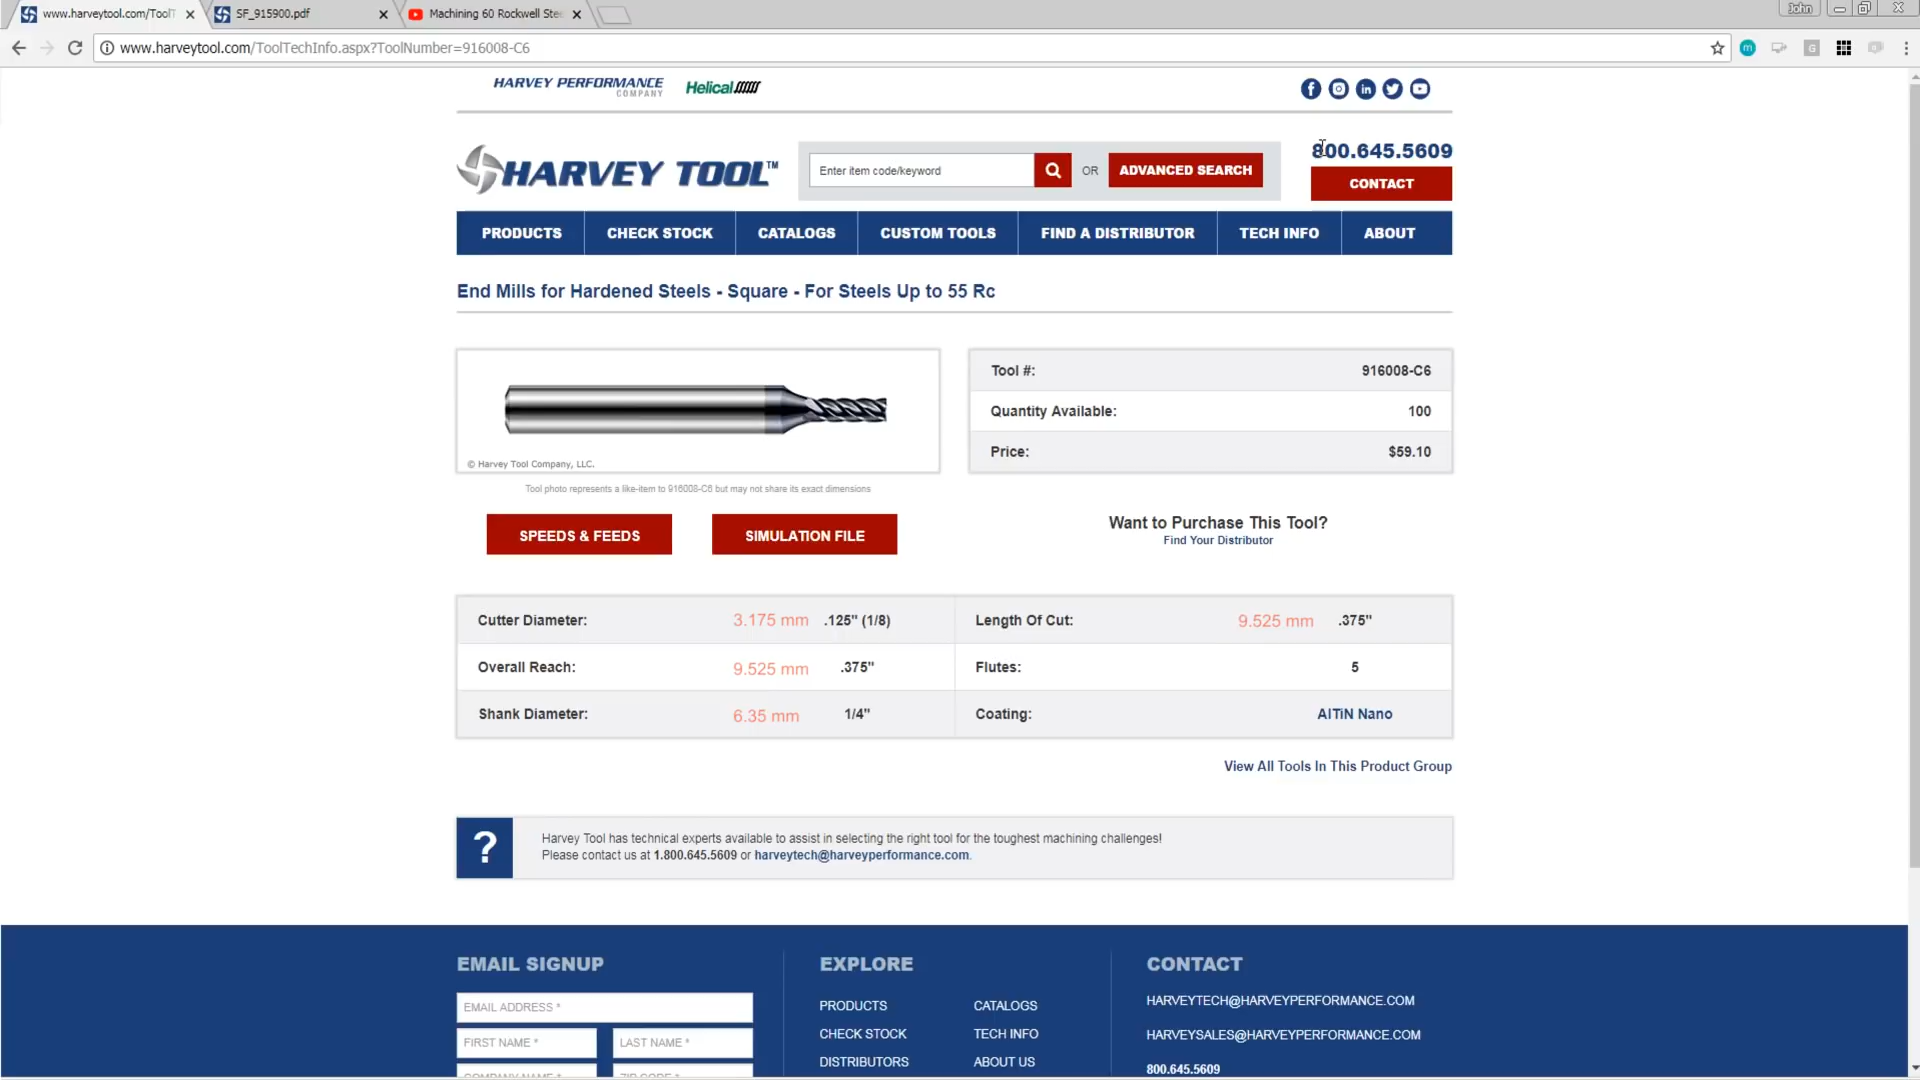 www.harveytool.com/ToolT
SF_915900.pdf
Machining 60 Rockwell Ste
John
www.harveytool.com/ToolTechInfo.aspx?ToolNumber=916008-C6
HARVEY PERFORMANCE
COMPANY
Helical
HARVEY TOOL™
Enter item code/keyword
OR
ADVANCED SEARCH
800.645.5609
CONTACT
PRODUCTS
CHECK STOCK
CATALOGS
CUSTOM TOOLS
FIND A DISTRIBUTOR
TECH INFO
ABOUT
End Mills for Hardened Steels - Square - For Steels Up to 55 Rc
© Harvey Tool Company, LLC.
Tool photo represents a like-item to 916008-C6 but may not share its exact dimensions
Tool #: 916008-C6
Quantity Available: 100
Price: $59.10
SPEEDS & FEEDS
SIMULATION FILE
Want to Purchase This Tool?
Find Your Distributor
Cutter Diameter: 3.175 mm .125" (1/8)
Length Of Cut: 9.525 mm .375"
Overall Reach: 9.525 mm .375"
Flutes: 5
Shank Diameter: 6.35 mm 1/4"
Coating: AlTiN Nano
View All Tools In This Product Group
?
Harvey Tool has technical experts available to assist in selecting the right tool for the toughest machining challenges!
Please contact us at 1.800.645.5609 or harveytech@harveyperformance.com.
EMAIL SIGNUP
EMAIL ADDRESS *
FIRST NAME *
LAST NAME *
COMPANY NAME *
ZIP CODE *
EXPLORE
PRODUCTS
CATALOGS
CHECK STOCK
TECH INFO
DISTRIBUTORS
ABOUT US
CONTACT
HARVEYTECH@HARVEYPERFORMANCE.COM
HARVEYSALES@HARVEYPERFORMANCE.COM
800.645.5609